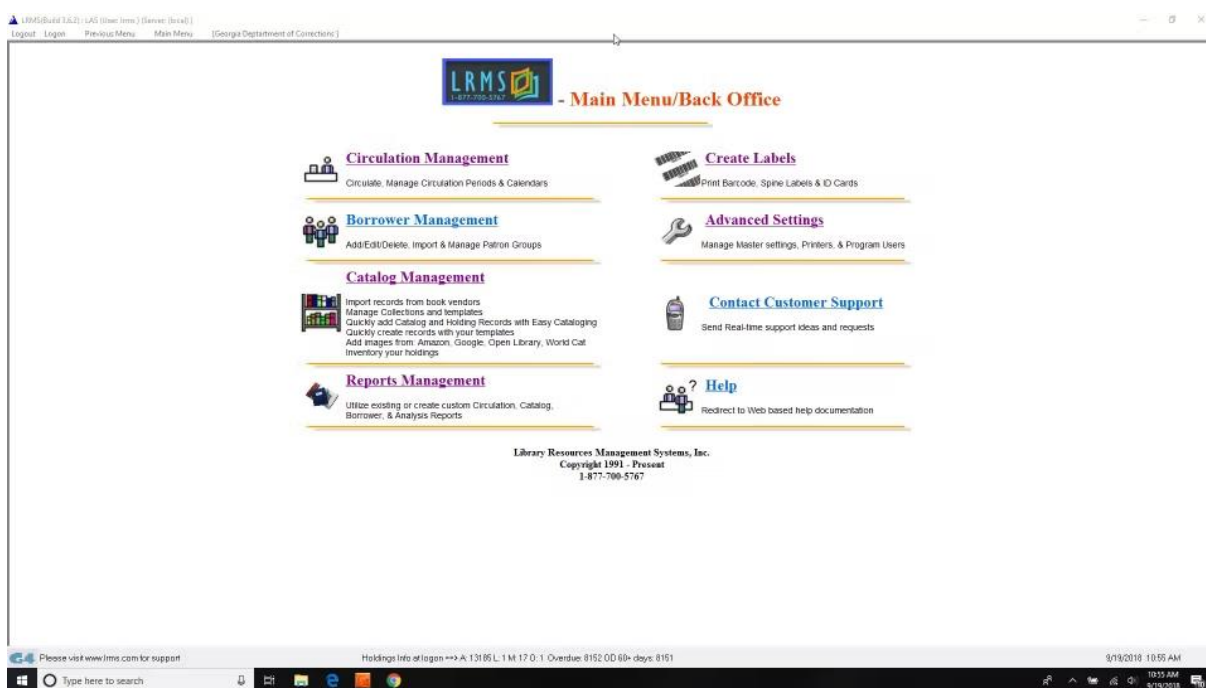 LRMS(Build 3.6.2) : LAS (User: lrms ) (Server: (local) )
Logout Logon Previous Menu Main Menu [Georgia Deptartment of Corrections ]
LRMS
1-877-700-5767
- Main Menu/Back Office
Circulation Management
Circulate, Manage Circulation Periods & Calendars
Create Labels
Print Barcode, Spine Labels & ID Cards
Borrower Management
Add/Edit/Delete, Import & Manage Patron Groups
Advanced Settings
Manage Master settings, Printers, & Program Users
Catalog Management
Import records from book vendors
Manage Collections and templates
Quickly add Catalog and Holding Records with Easy Cataloging
Quickly create records with your templates
Add images from: Amazon, Google, Open Library, World Cat
Inventory your holdings
Contact Customer Support
Send Real-time support ideas and requests
Reports Management
Utilize existing or create custom Circulation, Catalog,
Borrower, & Analysis Reports
Help
Redirect to Web based help documentation
Library Resources Management Systems, Inc.
Copyright 1991 - Present
1-877-700-5767
G4 Please visit www.lrms.com for support
Holdings Info at logon ==> A: 13185 L: 1 M: 17 O: 1 Overdue: 8152 OD 60+ days: 8151
9/19/2018 10:55 AM
Type here to search
10:55 AM
9/19/2018